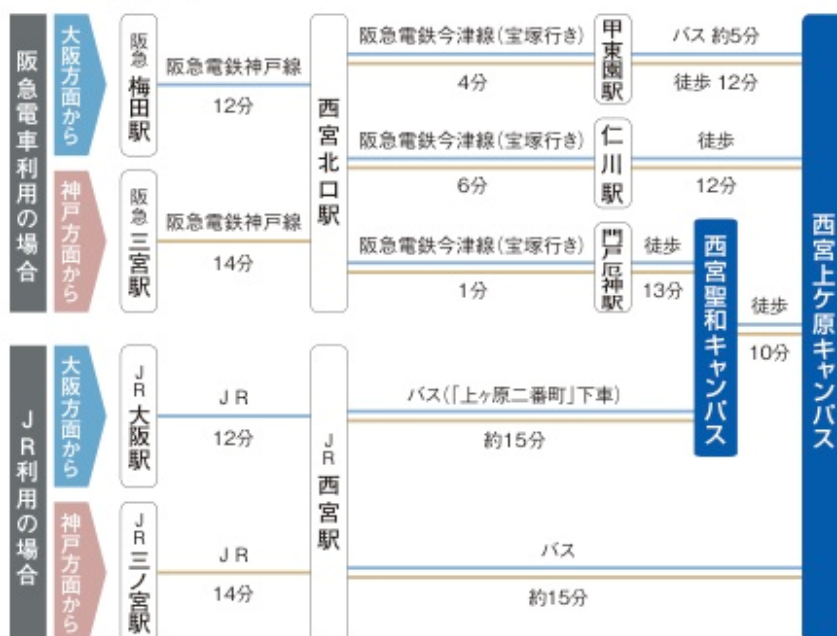 阪急電車利用の場合
大阪方面から
阪急 梅田駅
阪急電鉄神戸線
12分
神戸方面から
阪急 三宮駅
阪急電鉄神戸線
14分
西宮北口駅
阪急電鉄今津線(宝塚行き)
4分
甲東園駅
バス 約5分
徒歩 12分
阪急電鉄今津線(宝塚行き)
6分
仁川駅
徒歩
12分
阪急電鉄今津線(宝塚行き)
1分
門戸厄神駅
徒歩
13分
西宮聖和キャンパス
徒歩
10分
西宮上ケ原キャンパス
JR利用の場合
大阪方面から
JR 大阪駅
JR
12分
神戸方面から
JR 三ノ宮駅
JR
14分
JR 西宮駅
バス(「上ヶ原二番町」下車)
約15分
バス
約15分